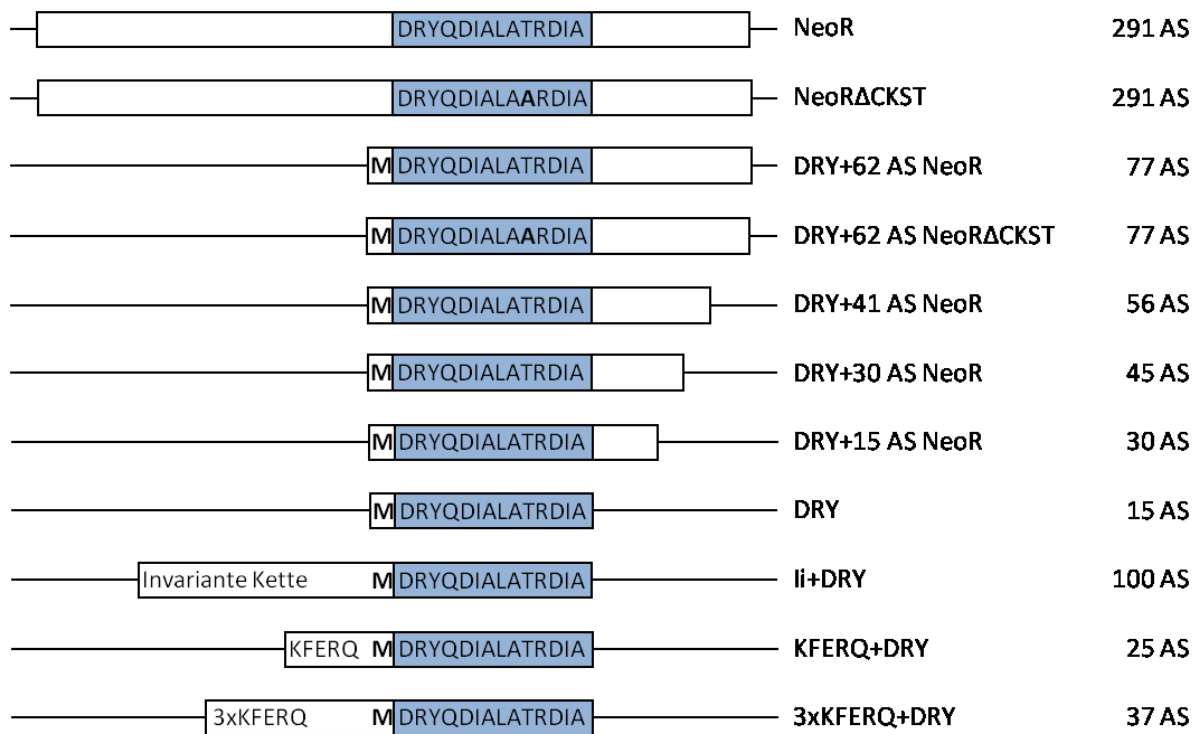 DRYQDIALATRDIA NeoR 291 AS
DRYQDIALAARDIA NeoRΔCKST 291 AS
M DRYQDIALATRDIA DRY+62 AS NeoR 77 AS
M DRYQDIALAARDIA DRY+62 AS NeoRΔCKST 77 AS
M DRYQDIALATRDIA DRY+41 AS NeoR 56 AS
M DRYQDIALATRDIA DRY+30 AS NeoR 45 AS
M DRYQDIALATRDIA DRY+15 AS NeoR 30 AS
M DRYQDIALATRDIA DRY 15 AS
Invariante Kette M DRYQDIALATRDIA Ii+DRY 100 AS
KFERQ M DRYQDIALATRDIA KFERQ+DRY 25 AS
3xKFERQ M DRYQDIALATRDIA 3xKFERQ+DRY 37 AS